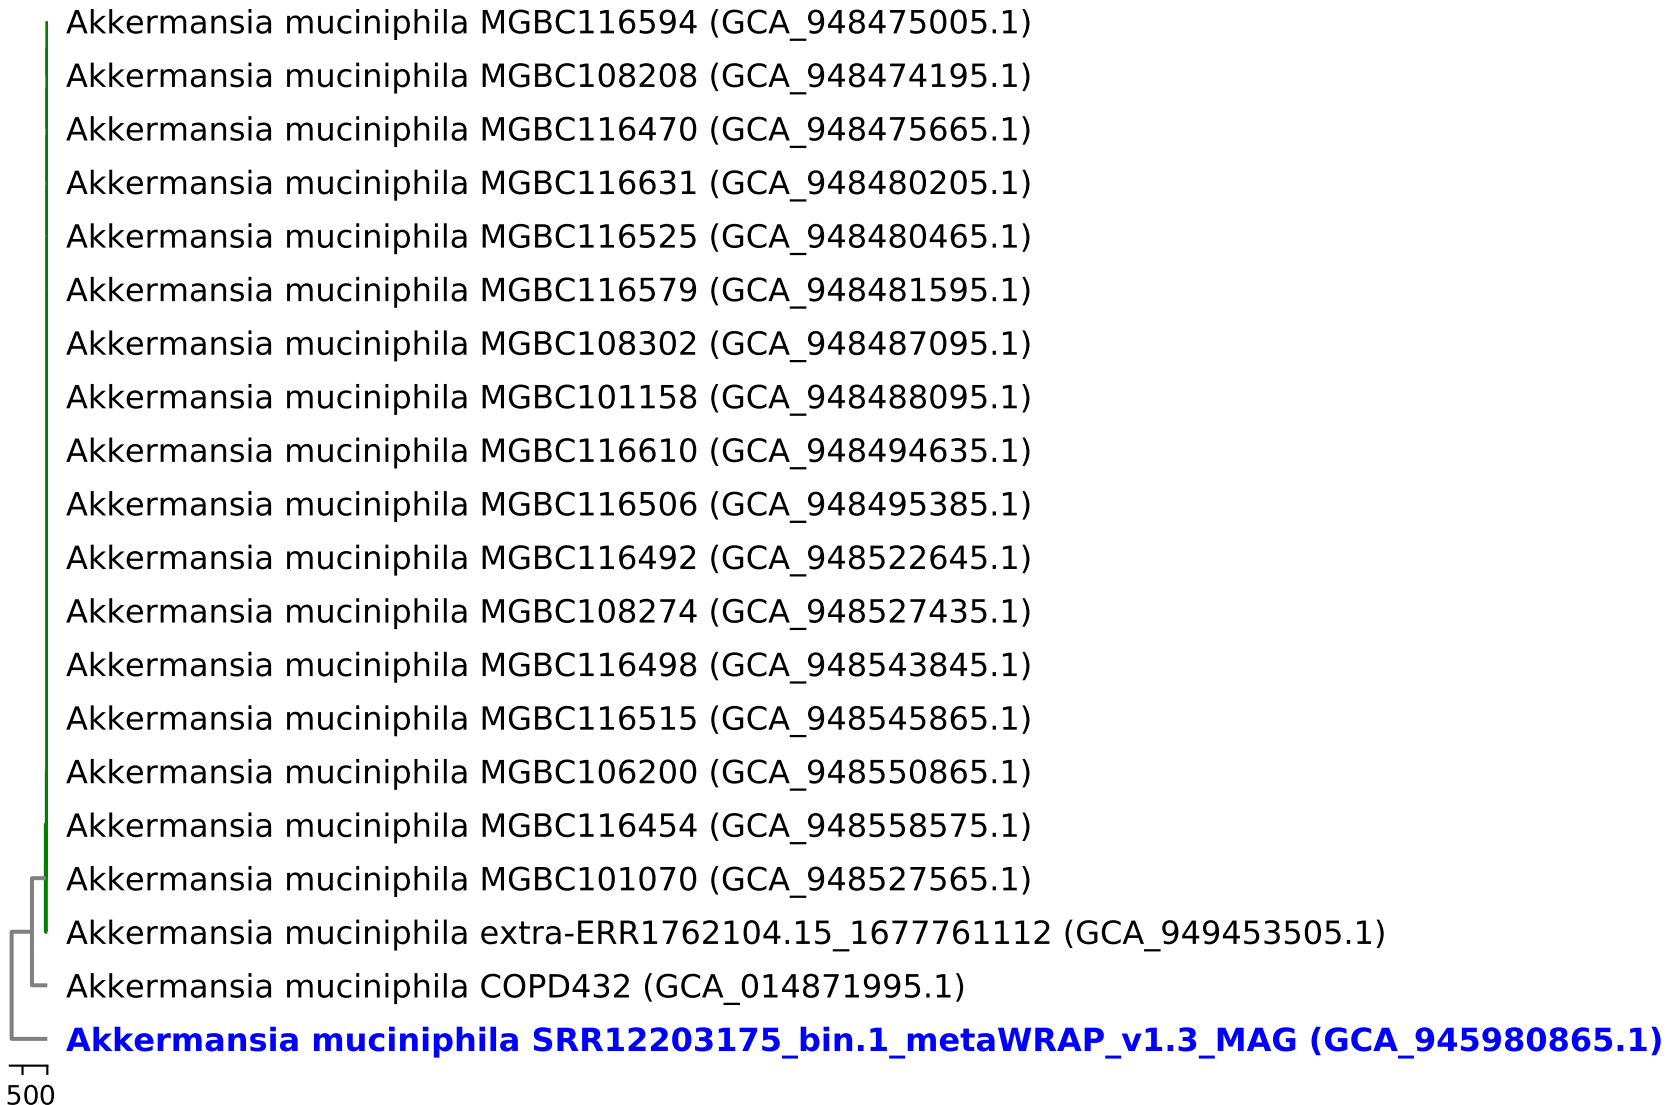 Akkermansia muciniphila MGBC116594 (GCA_948475005.1)
Akkermansia muciniphila MGBC108208 (GCA_948474195.1)
Akkermansia muciniphila MGBC116470 (GCA_948475665.1)
Akkermansia muciniphila MGBC116631 (GCA_948480205.1)
Akkermansia muciniphila MGBC116525 (GCA_948480465.1)
Akkermansia muciniphila MGBC116579 (GCA_948481595.1)
Akkermansia muciniphila MGBC108302 (GCA_948487095.1)
Akkermansia muciniphila MGBC101158 (GCA_948488095.1)
Akkermansia muciniphila MGBC116610 (GCA_948494635.1)
Akkermansia muciniphila MGBC116506 (GCA_948495385.1)
Akkermansia muciniphila MGBC116492 (GCA_948522645.1)
Akkermansia muciniphila MGBC108274 (GCA_948527435.1)
Akkermansia muciniphila MGBC116498 (GCA_948543845.1)
Akkermansia muciniphila MGBC116515 (GCA_948545865.1)
Akkermansia muciniphila MGBC106200 (GCA_948550865.1)
Akkermansia muciniphila MGBC116454 (GCA_948558575.1)
Akkermansia muciniphila MGBC101070 (GCA_948527565.1)
Akkermansia muciniphila extra-ERR1762104.15_1677761112 (GCA_949453505.1)
Akkermansia muciniphila COPD432 (GCA_014871995.1)
Akkermansia muciniphila SRR12203175_bin.1_metaWRAP_v1.3_MAG (GCA_945980865.1)
500